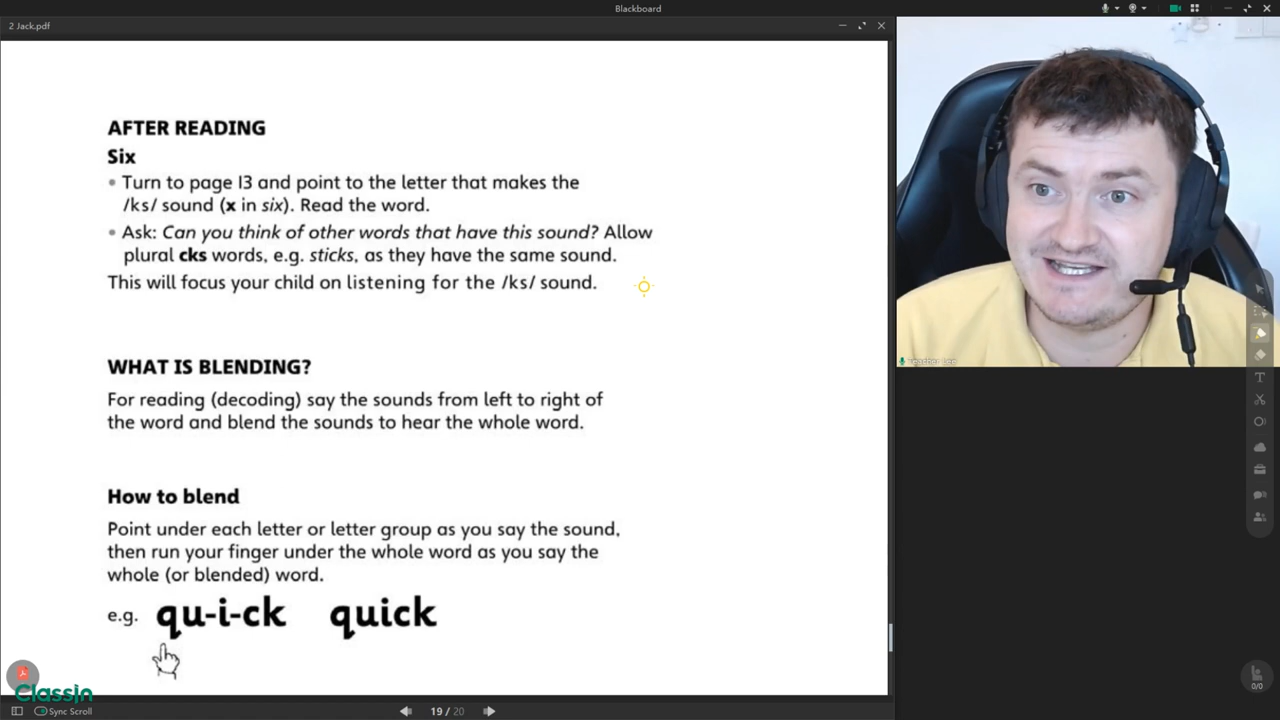 Blackboard
2 Jack.pdf
AFTER READING
Six
• Turn to page 13 and point to the letter that makes the
/ks/ sound (x in six). Read the word.
• Ask: Can you think of other words that have this sound? Allow
plural cks words, e.g. sticks, as they have the same sound.
This will focus your child on listening for the /ks/ sound.
WHAT IS BLENDING?
For reading (decoding) say the sounds from left to right of
the word and blend the sounds to hear the whole word.
How to blend
Point under each letter or letter group as you say the sound,
then run your finger under the whole word as you say the
whole (or blended) word.
e.g. qu-i-ck quick
ClassIn
Sync Scroll
19 / 20
0/0